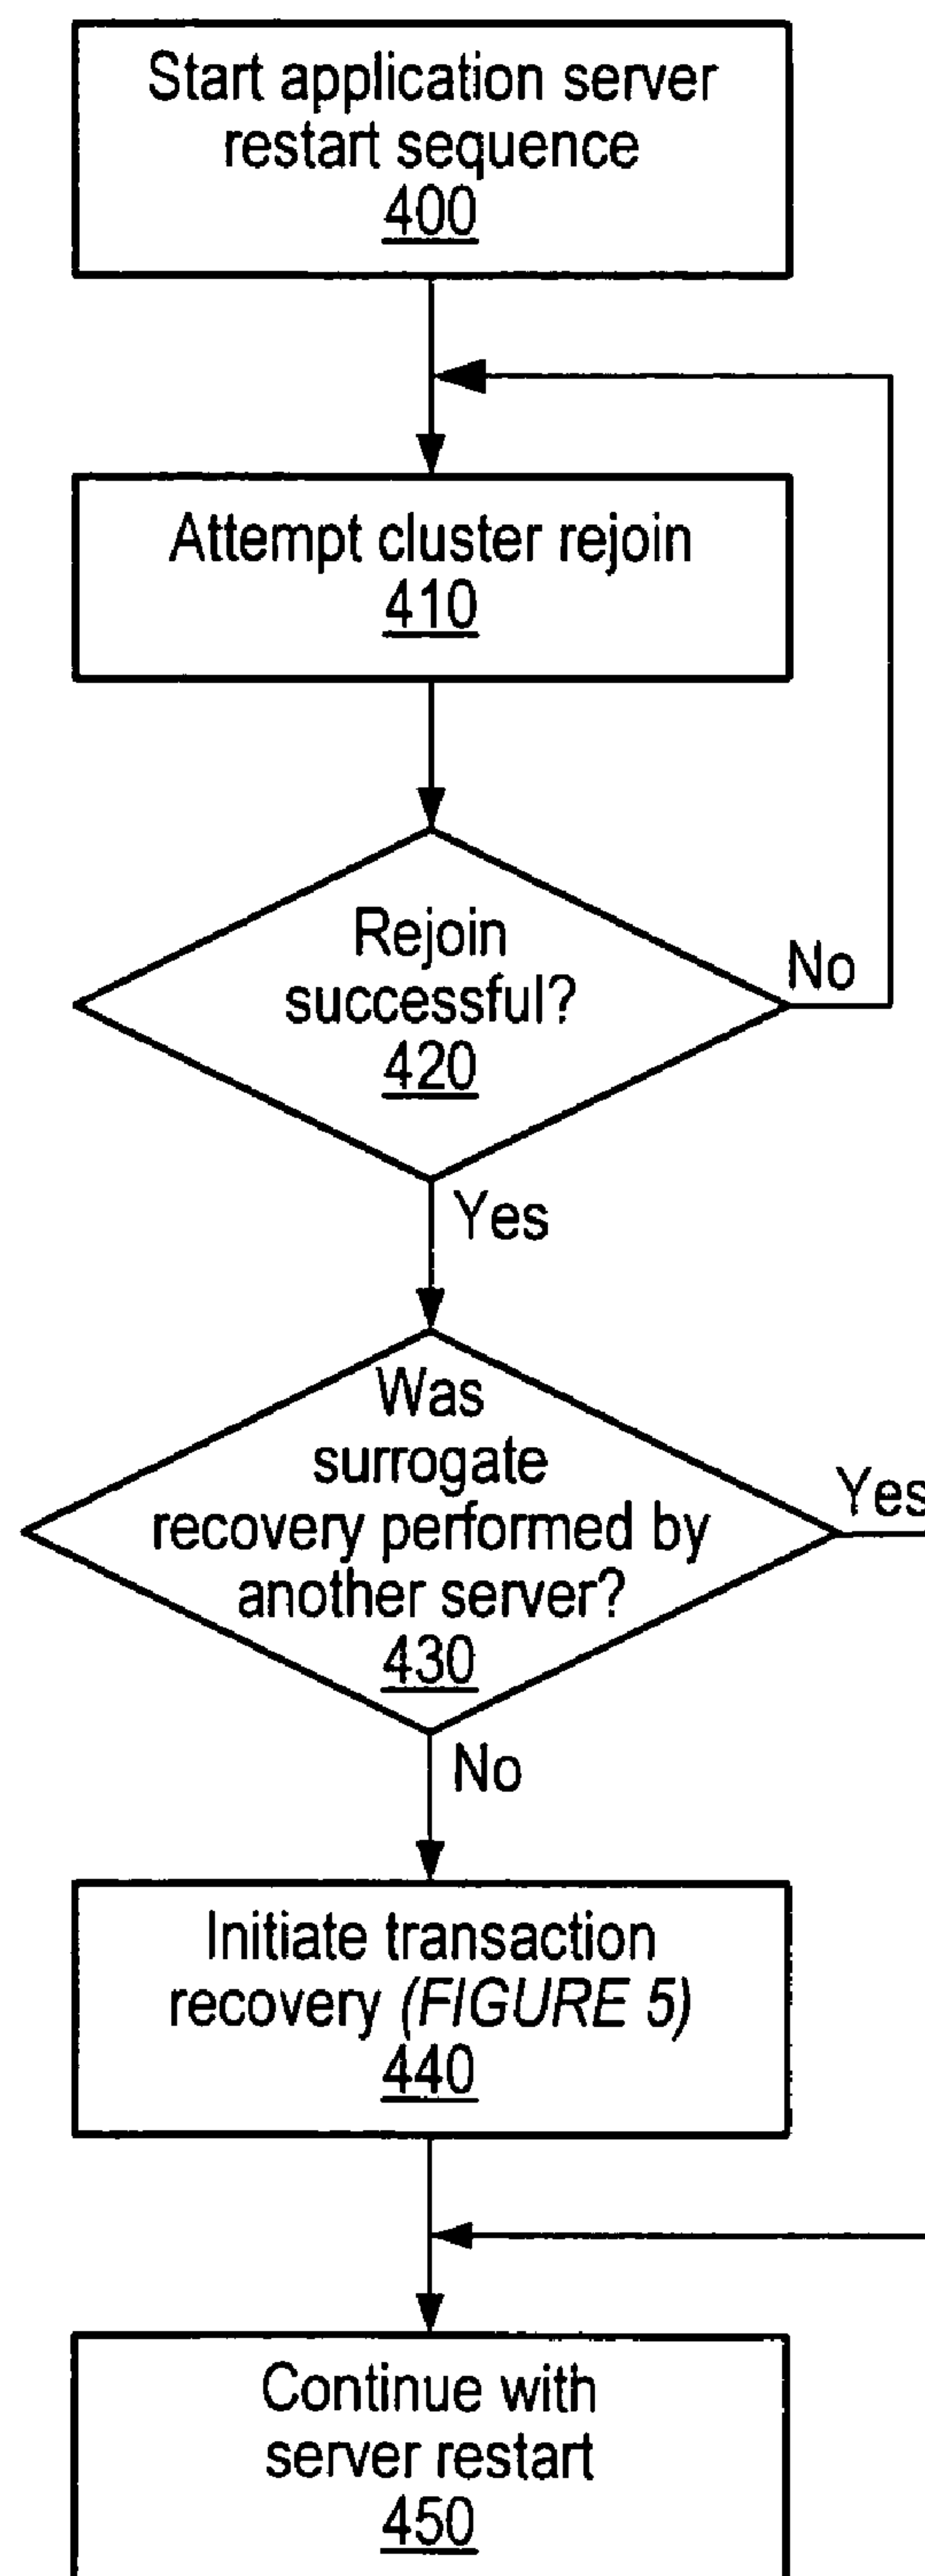 Start application server
restart sequence
400
Attempt cluster rejoin
410
Rejoin
successful?
420
No
Yes
Was
surrogate
recovery performed by
another server?
430
Yes
No
Initiate transaction
recovery (FIGURE 5)
440
Continue with
server restart
450